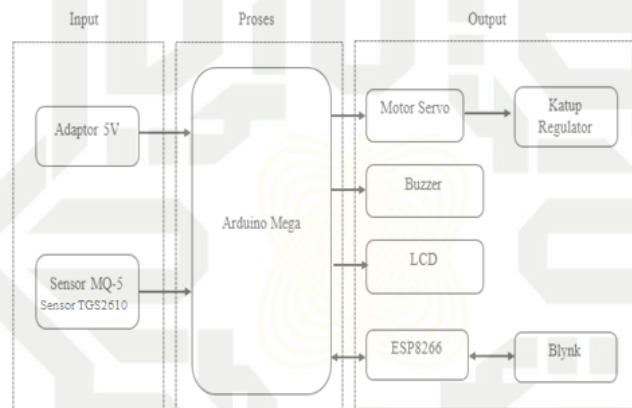 Input
Proses
Output
Adaptor 5V
Sensor MQ-5
Sensor TGS2610
Arduino Mega
Motor Servo
Katup
Regulator
Buzzer
LCD
ESP8266
Blynk